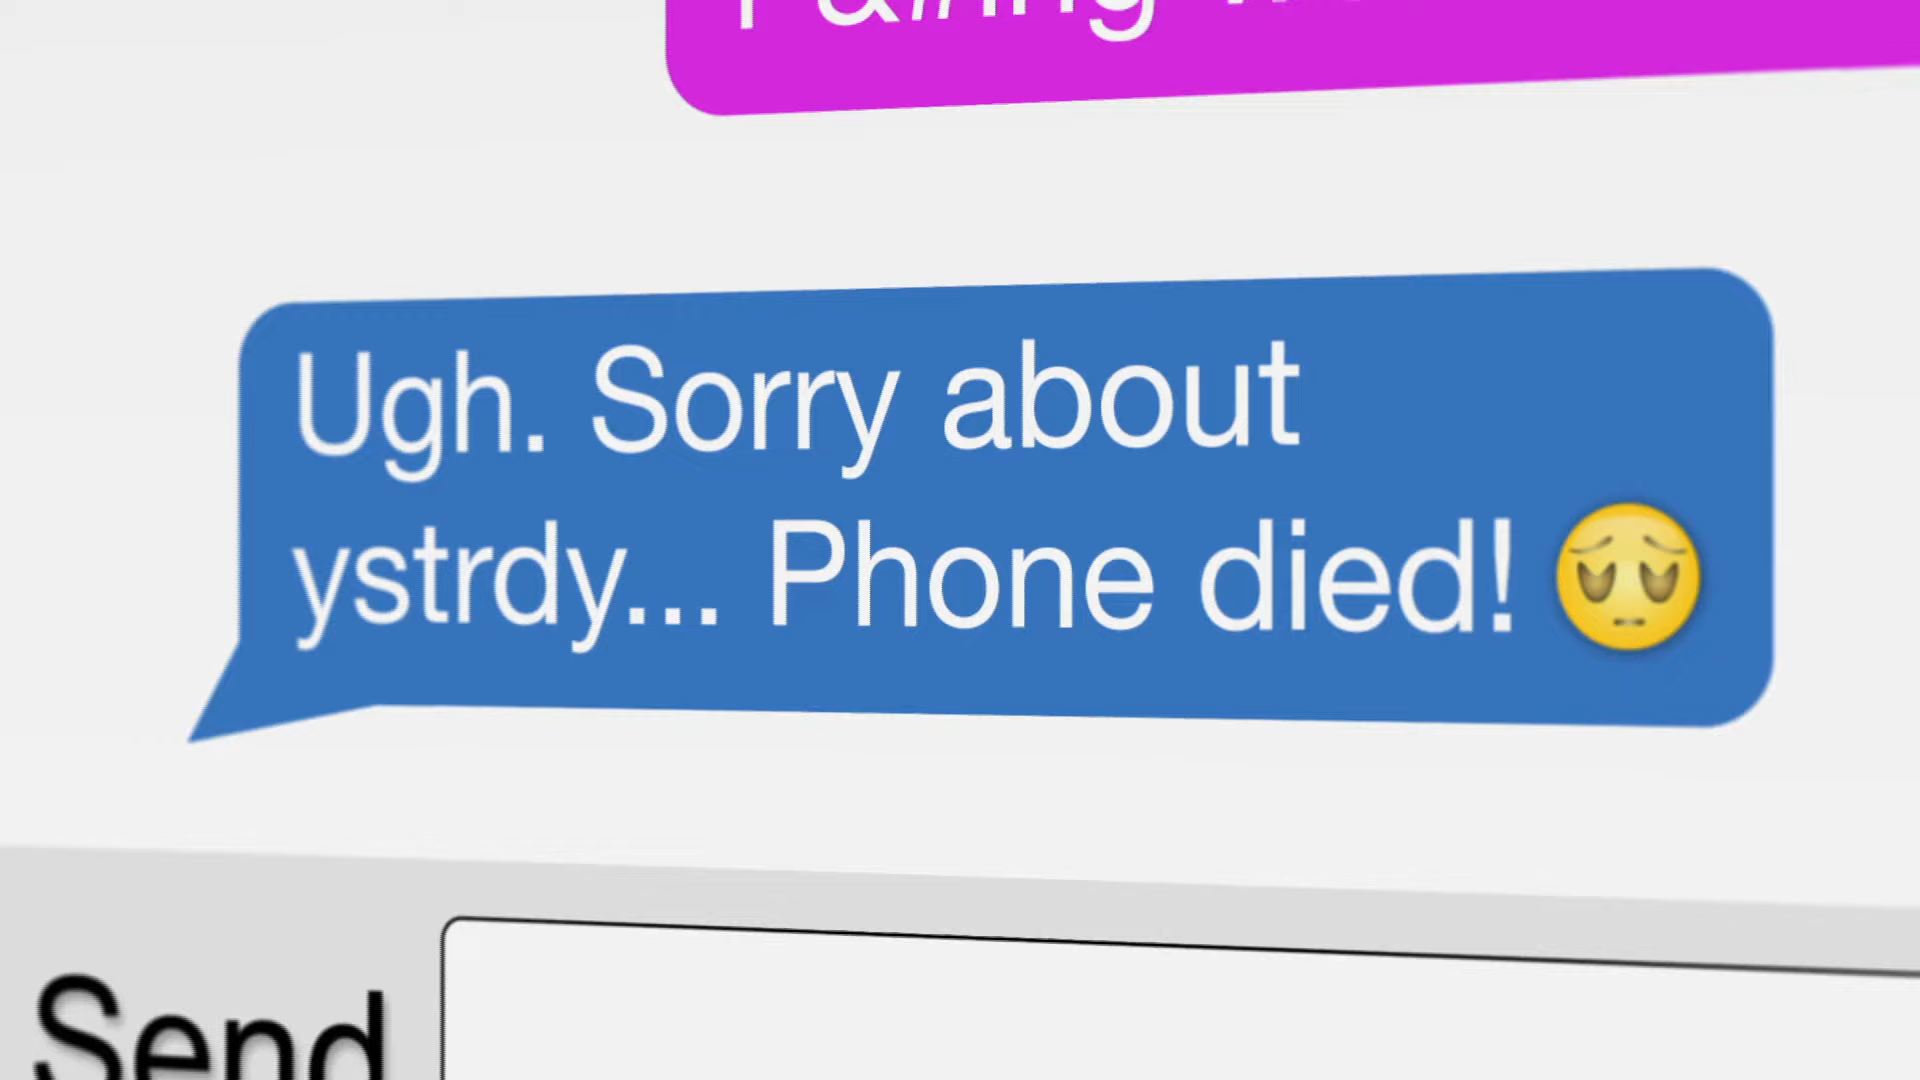 Ugh. Sorry about
ystrdy... Phone died! 😔
Send